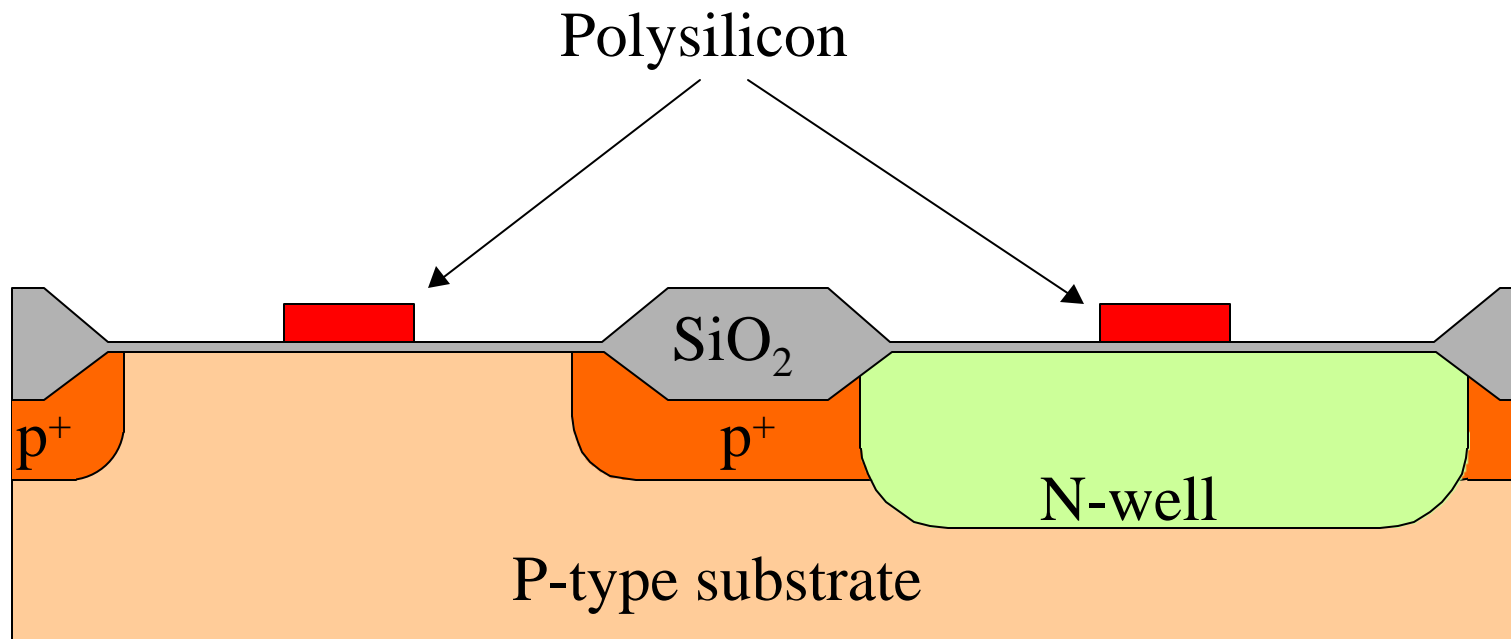 Polysilicon
SiO₂
p⁺
p⁺
N-well
P-type substrate